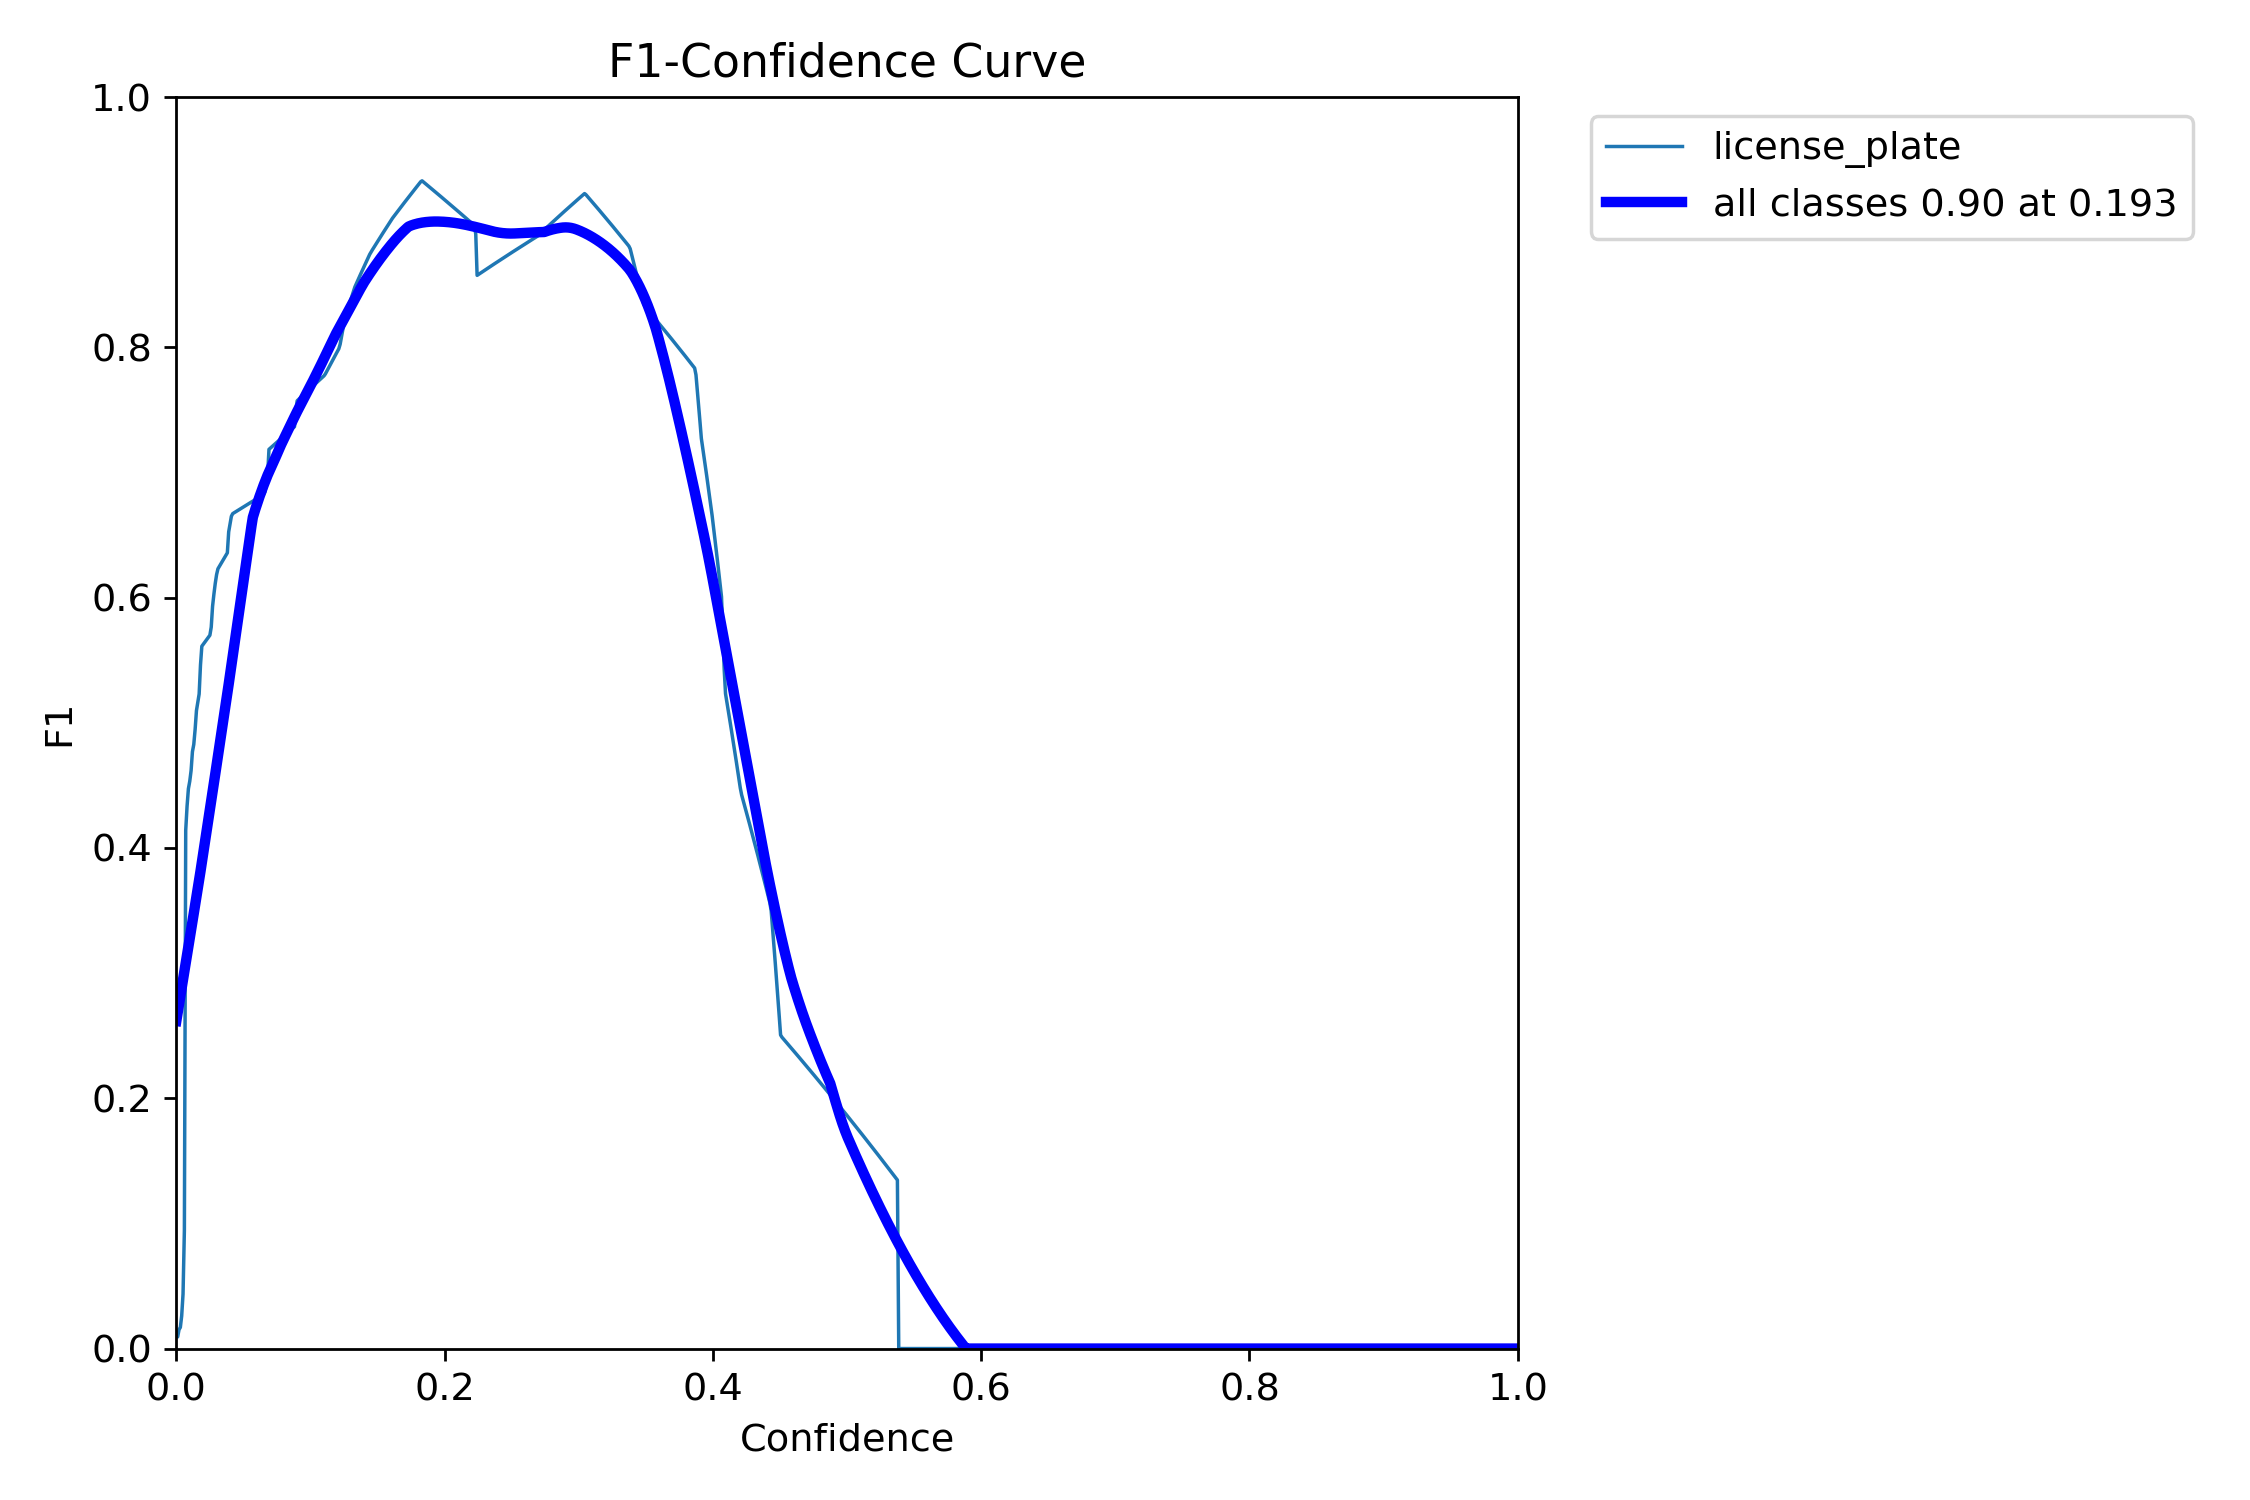 F1-Confidence Curve
1.0
0.8
0.6
0.4
0.2
0.0
F1
0.0 0.2 0.4 0.6 0.8 1.0
Confidence
license_plate
all classes 0.90 at 0.193